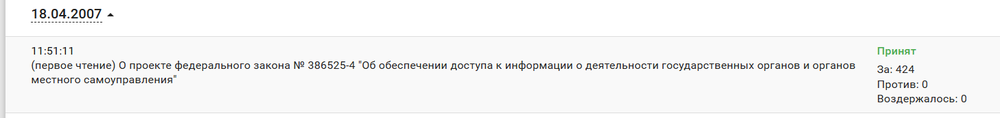 18.04.2007
11:51:11
(первое чтение) О проекте федерального закона № 386525-4 "Об обеспечении доступа к информации о деятельности государственных органов и органов
местного самоуправления"
Принят
За: 424
Против: 0
Воздержалось: 0